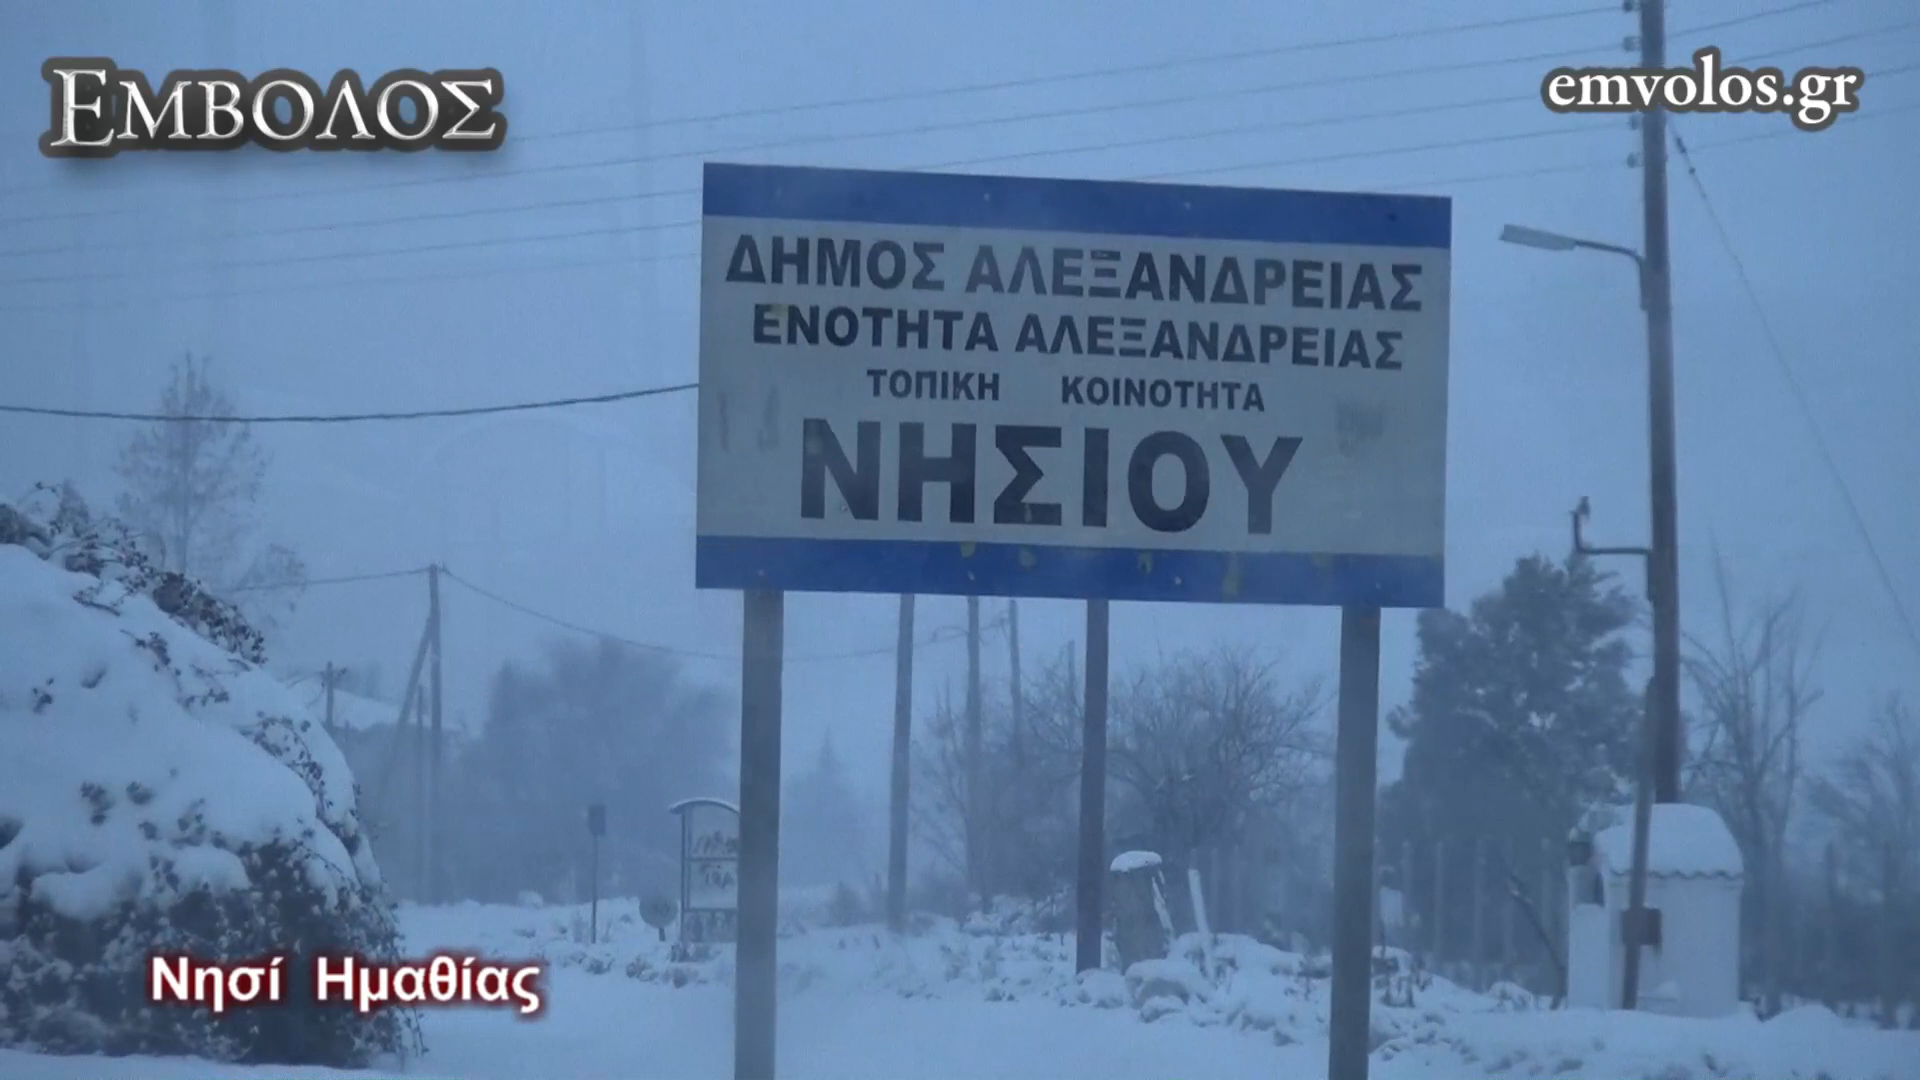 ΕΜΒΟΛΟΣ
emvolos.gr
ΔΗΜΟΣ ΑΛΕΞΑΝΔΡΕΙΑΣ
ΕΝΟΤΗΤΑ ΑΛΕΞΑΝΔΡΕΙΑΣ
ΤΟΠΙΚΗ ΚΟΙΝΟΤΗΤΑ
ΝΗΣΙΟΥ
Νησί Ημαθίας